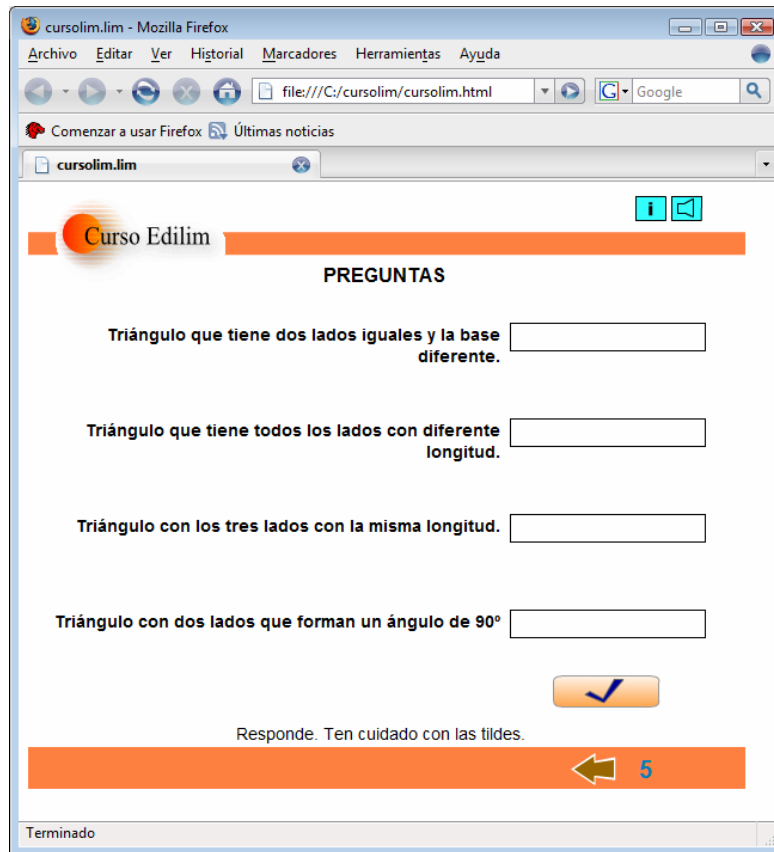 cursolim.lim - Mozilla Firefox
Archivo Editar Ver Historial Marcadores Herramientas Ayuda
file:///C:/cursolim/cursolim.html
G Google
Comenzar a usar Firefox Últimas noticias
cursolim.lim
i
Curso Edilim
PREGUNTAS
Triángulo que tiene dos lados iguales y la base
diferente.
Triángulo que tiene todos los lados con diferente
longitud.
Triángulo con los tres lados con la misma longitud.
Triángulo con dos lados que forman un ángulo de 90º
Responde. Ten cuidado con las tildes.
5
Terminado